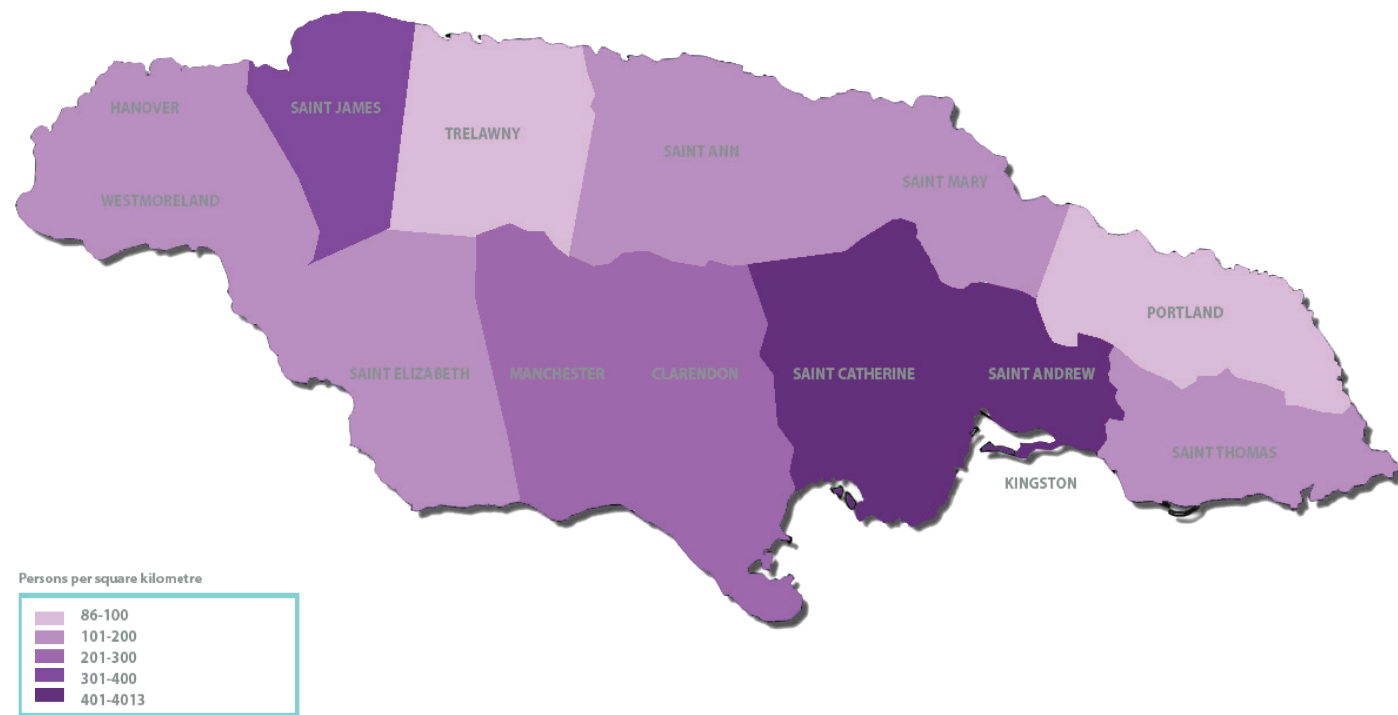 HANOVER
SAINT JAMES
TRELAWNY
SAINT ANN
SAINT MARY
WESTMORELAND
PORTLAND
SAINT ELIZABETH
MANCHESTER
CLARENDON
SAINT CATHERINE
SAINT ANDREW
SAINT THOMAS
KINGSTON
Persons per square kilometre
86-100
101-200
201-300
301-400
401-4013